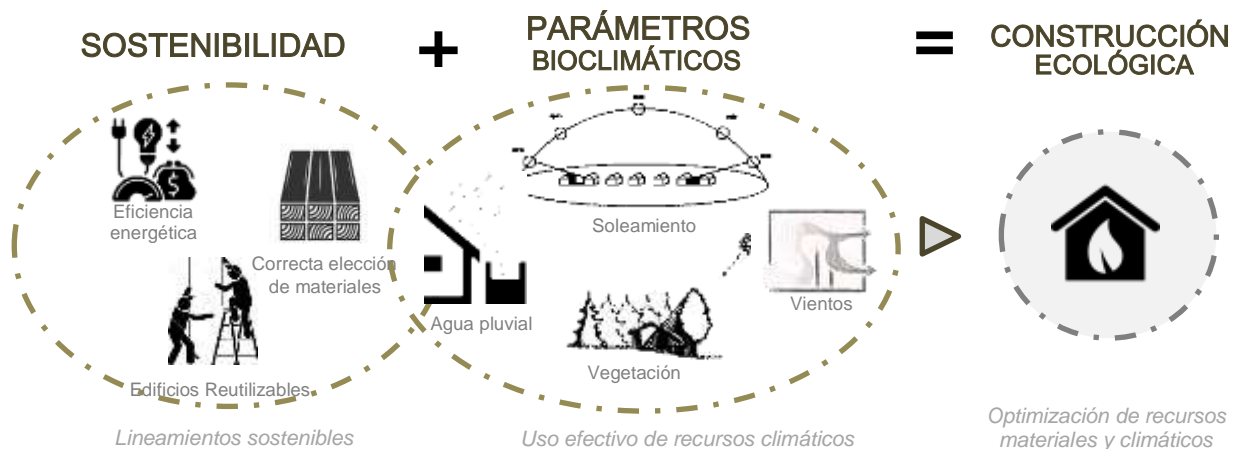 SOSTENIBILIDAD
+
PARÁMETROS
BIOCLIMÁTICOS
=
CONSTRUCCIÓN
ECOLÓGICA
Eficiencia
energética
Correcta elección
de materiales
Edificios Reutilizables
Lineamientos sostenibles
Soleamiento
Agua pluvial
Vientos
Vegetación
Uso efectivo de recursos climáticos
Optimización de recursos
materiales y climáticos